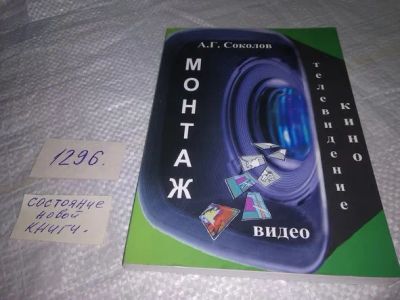 А.Г. Соколов
МОНТАЖ
телевидение
кино
видео
1296.
состояние
новой
книги.